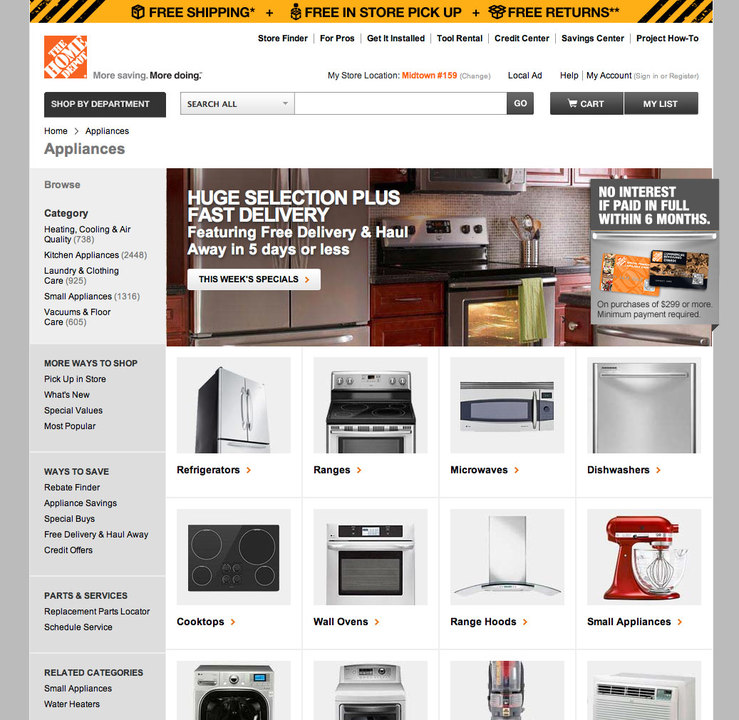 FREE SHIPPING* + FREE IN STORE PICK UP + FREE RETURNS**
Store Finder | For Pros | Get It Installed | Tool Rental | Credit Center | Savings Center | Project How-To
THE HOME DEPOT
More saving. More doing.
My Store Location: Midtown #159 (Change) Local Ad Help | My Account (Sign in or Register)
SHOP BY DEPARTMENT SEARCH ALL GO CART MY LIST
Home > Appliances
Appliances
Browse
Category
Heating, Cooling & Air
Quality (738)
Kitchen Appliances (2448)
Laundry & Clothing
Care (925)
Small Appliances (1316)
Vacuums & Floor
Care (605)
HUGE SELECTION PLUS
FAST DELIVERY
Featuring Free Delivery & Haul
Away in 5 days or less
THIS WEEK'S SPECIALS >
NO INTEREST
IF PAID IN FULL
WITHIN 6 MONTHS.
On purchases of $299 or more.
Minimum payment required.
MORE WAYS TO SHOP
Pick Up in Store
What's New
Special Values
Most Popular
WAYS TO SAVE
Rebate Finder
Appliance Savings
Special Buys
Free Delivery & Haul Away
Credit Offers
PARTS & SERVICES
Replacement Parts Locator
Schedule Service
RELATED CATEGORIES
Small Appliances
Water Heaters
Refrigerators >
Ranges >
Microwaves >
Dishwashers >
Cooktops >
Wall Ovens >
Range Hoods >
Small Appliances >